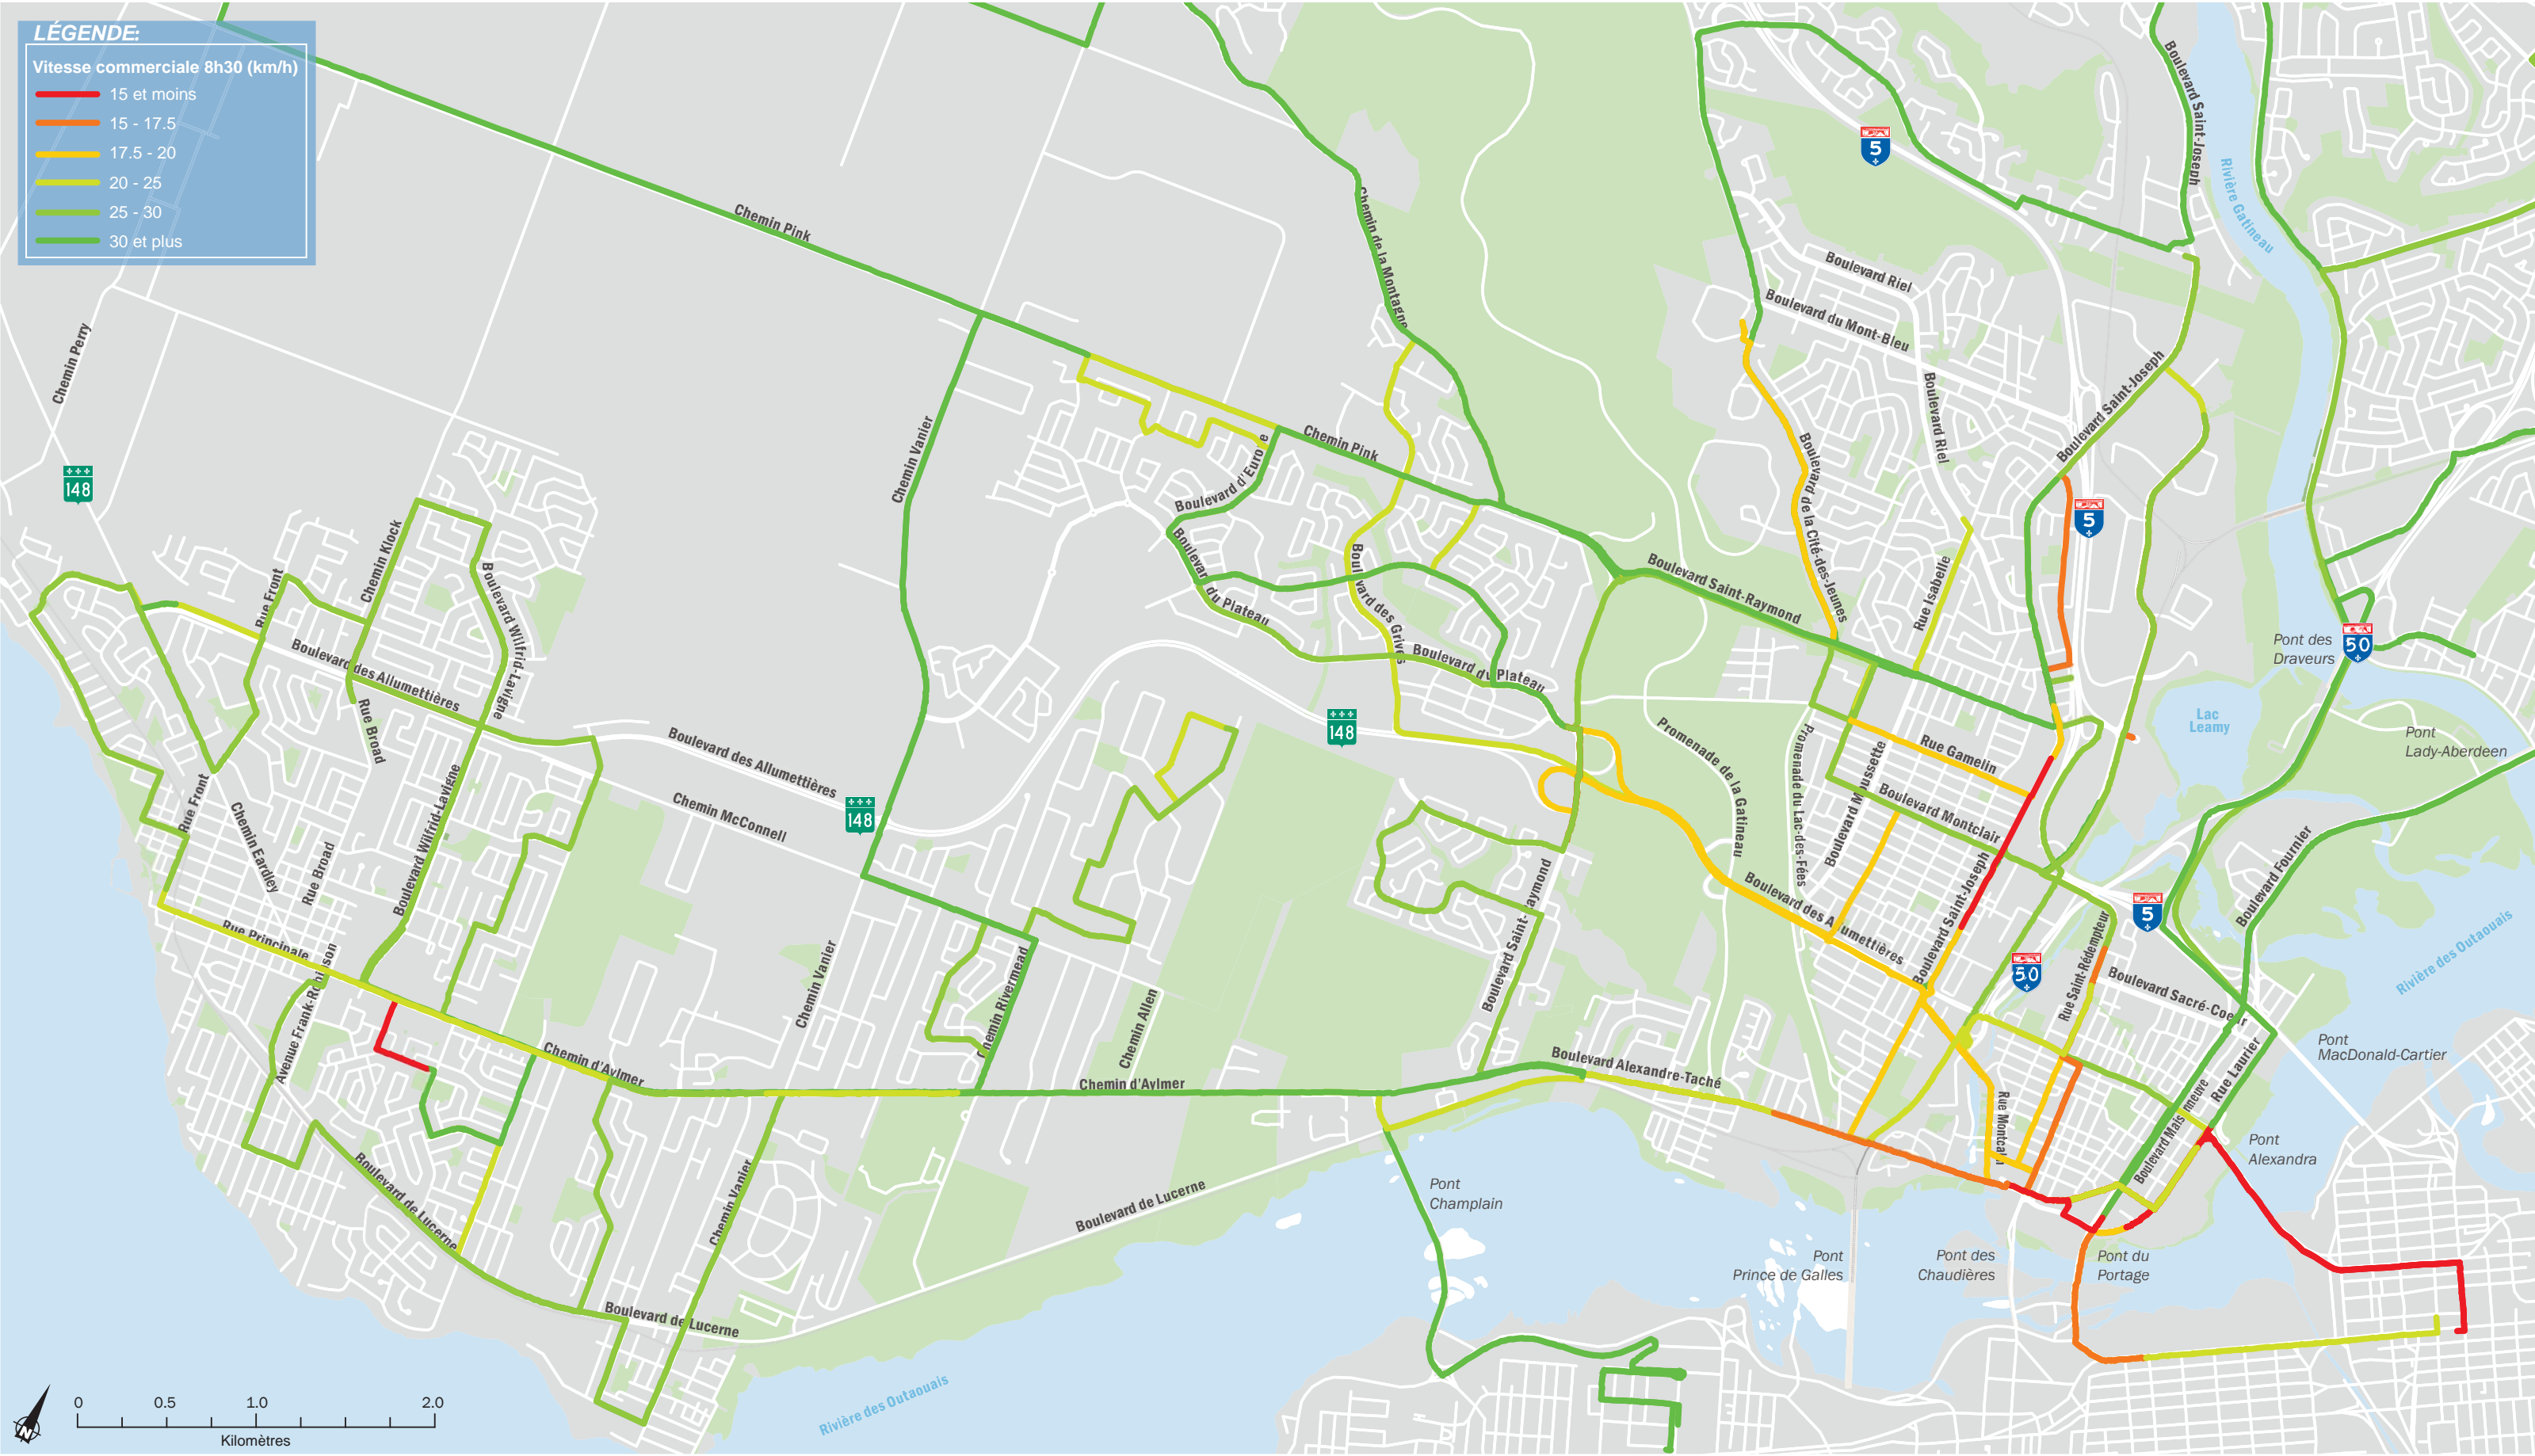 LÉGENDE:
Vitesse commerciale 8h30 (km/h)
15 et moins
15 - 17.5
17.5 - 20
20 - 25
25 - 30
30 et plus
Chemin Pink
Chemin de la Montagne
5
Boulevard Saint-Joseph
Rivière Gatineau
Boulevard Riel
Boulevard du Mont-Bleu
Boulevard Riel
Boulevard Saint-Joseph
Chemin Perry
148
Chemin Vanier
Chemin Pink
Boulevard d'Europe
Boulevard de la Cité-des-Jeunes
5
Chemin Klock
Boulevard Wilfrid-Lavigne
Rue Front
Boulevard du Plateau
Boulevard des Grives
Boulevard Saint-Raymond
Rue Isabelle
Pont des
Draveurs
50
Boulevard des Allumettières
Rue Broad
Boulevard du Plateau
148
Lac
Leamy
Pont
Lady-Aberdeen
Boulevard des Allumettières
Promenade de la Gatineau
Promenade du Lac-des-Fées
Rue Gamelin
Boulevard Moussette
Boulevard Montclair
Rue Front
Chemin Eardley
Rue Broad
Boulevard Wilfrid-Lavigne
Chemin McConnell
148
Boulevard Saint-Raymond
Boulevard des Allumettières
Boulevard Saint-Joseph
Boulevard Fournier
5
Rue Principale
Avenue Frank-Robinson
Chemin Vanier
Chemin Rivermead
Chemin Allen
50
Rue Saint-Rédempteur
Boulevard Sacré-Coeur
Rivière des Outaouais
Chemin d'Aylmer
Chemin d'Aylmer
Boulevard Alexandre-Taché
Rue Montcalm
Boulevard Maisonneuve
Rue Laurier
Pont
MacDonald-Cartier
Pont
Alexandra
Boulevard de Lucerne
Chemin Vanier
Boulevard de Lucerne
Pont
Champlain
Pont
Prince de Galles
Pont des
Chaudières
Pont du
Portage
Boulevard de Lucerne
Rivière des Outaouais
N
0 0.5 1.0 2.0
Kilomètres